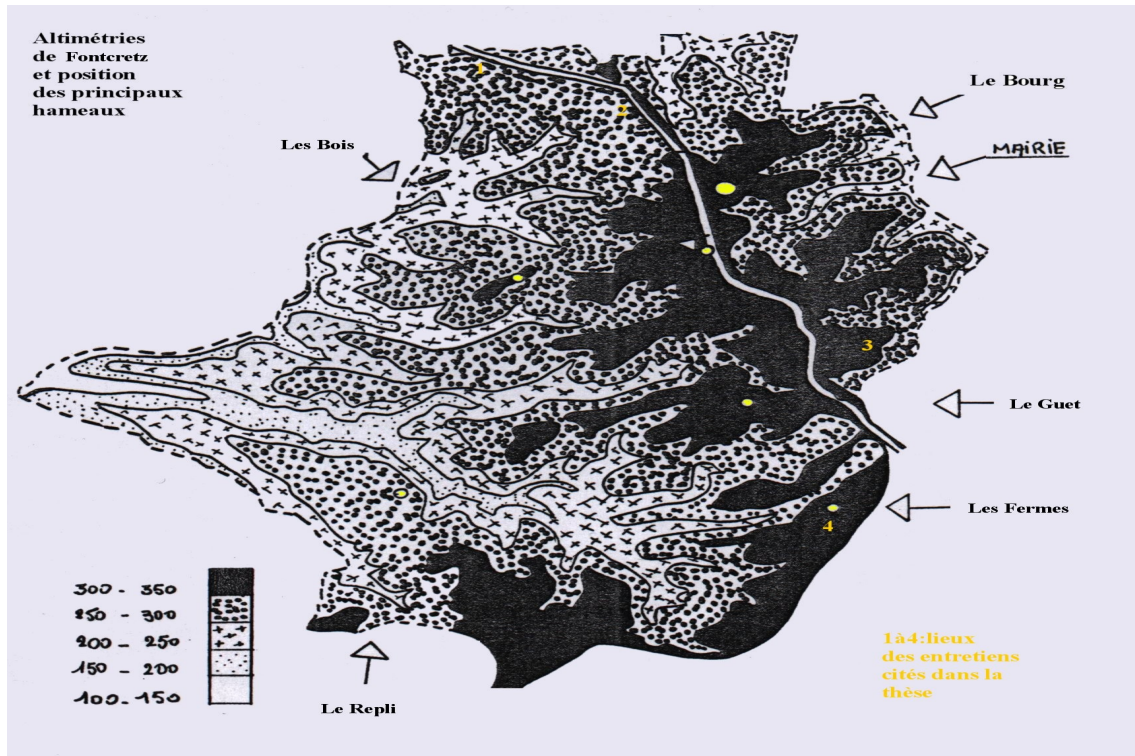 Altimétries
de Fontcretz
et position
des principaux
hameaux
1
2
Le Bourg
Les Bois
MAIRIE
3
Le Guet
Les Fermes
4
300 - 350
250 - 300
200 - 250
150 - 200
100 - 150
Le Repli
1à4:lieux
des entretiens
cités dans la
thèse